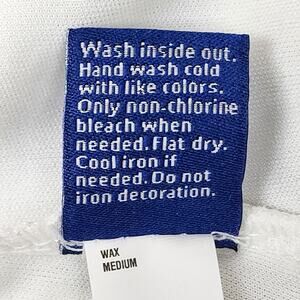 Wash inside out.
Hand wash cold
with like colors.
Only non-chlorine
bleach when
needed. Flat dry.
Cool iron if
needed. Do not
iron decoration.
WAX
MEDIUM